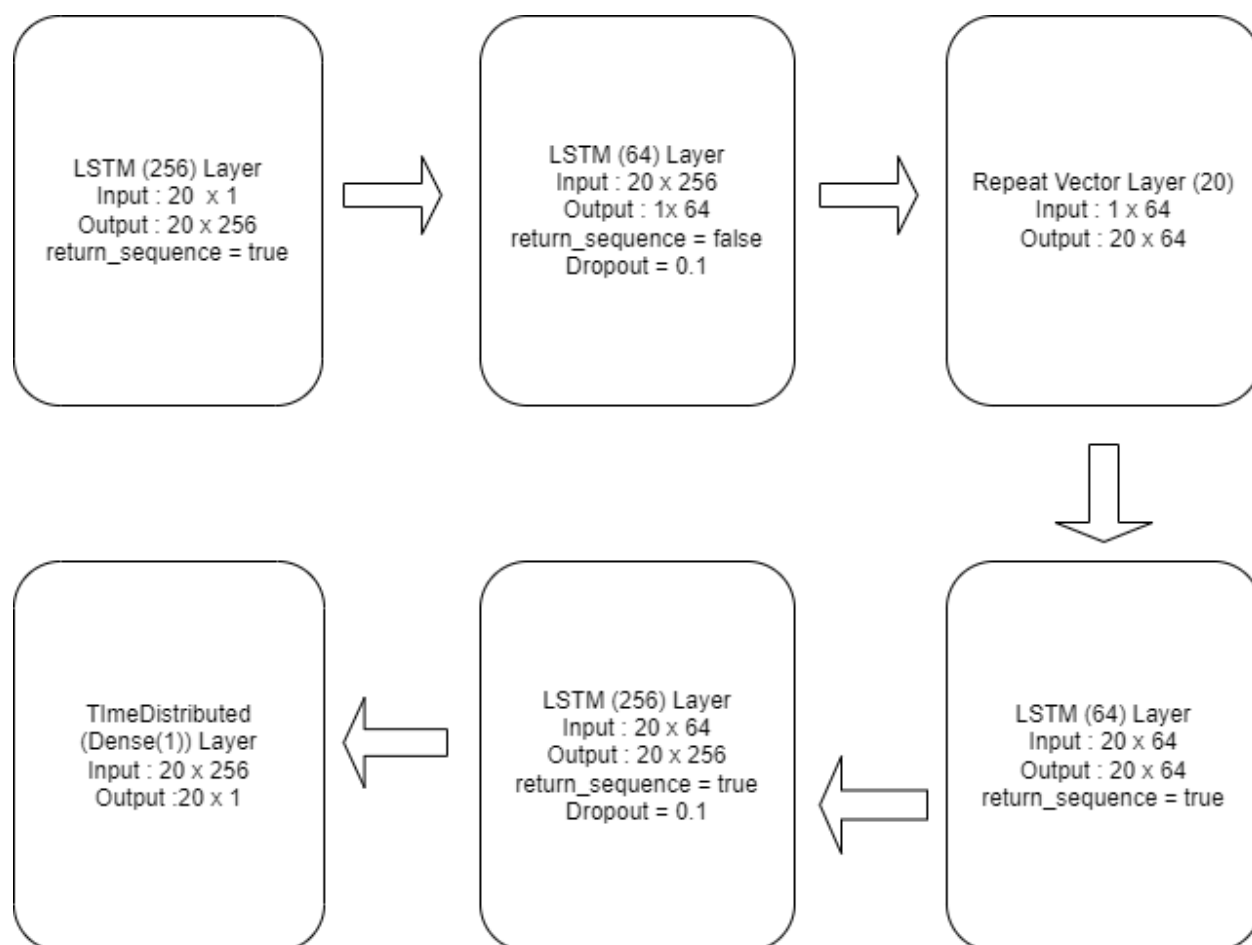 LSTM (256) Layer
Input : 20 x 1
Output : 20 x 256
return_sequence = true
LSTM (64) Layer
Input : 20 x 256
Output : 1x 64
return_sequence = false
Dropout = 0.1
Repeat Vector Layer (20)
Input : 1 x 64
Output : 20 x 64
LSTM (64) Layer
Input : 20 x 64
Output : 20 x 64
return_sequence = true
LSTM (256) Layer
Input : 20 x 64
Output : 20 x 256
return_sequence = true
Dropout = 0.1
TImeDistributed
(Dense(1)) Layer
Input : 20 x 256
Output :20 x 1